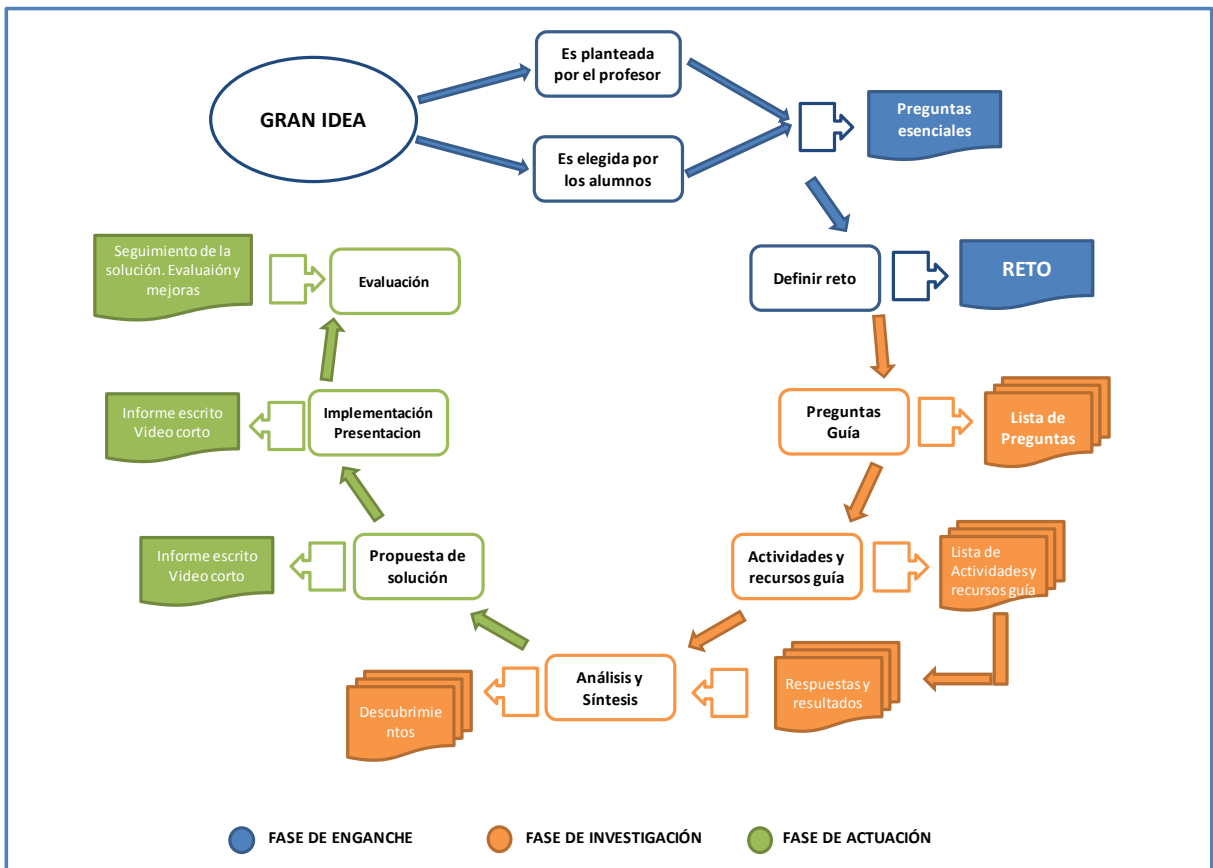 GRAN IDEA
Es planteada
por el profesor
Es elegida por
los alumnos
Preguntas
esenciales
Definir reto
RETO
Preguntas
Guía
Lista de
Preguntas
Actividades y
recursos guía
Lista de
Actividades y
recursos guía
Respuestas y
resultados
Análisis y
Síntesis
Descubrimie
ntos
Propuesta de
solución
Informe escrito
Video corto
Implementación
Presentacion
Informe escrito
Video corto
Evaluación
Seguimiento de la
solución. Evaluaión y
mejoras
FASE DE ENGANCHE
FASE DE INVESTIGACIÓN
FASE DE ACTUACIÓN